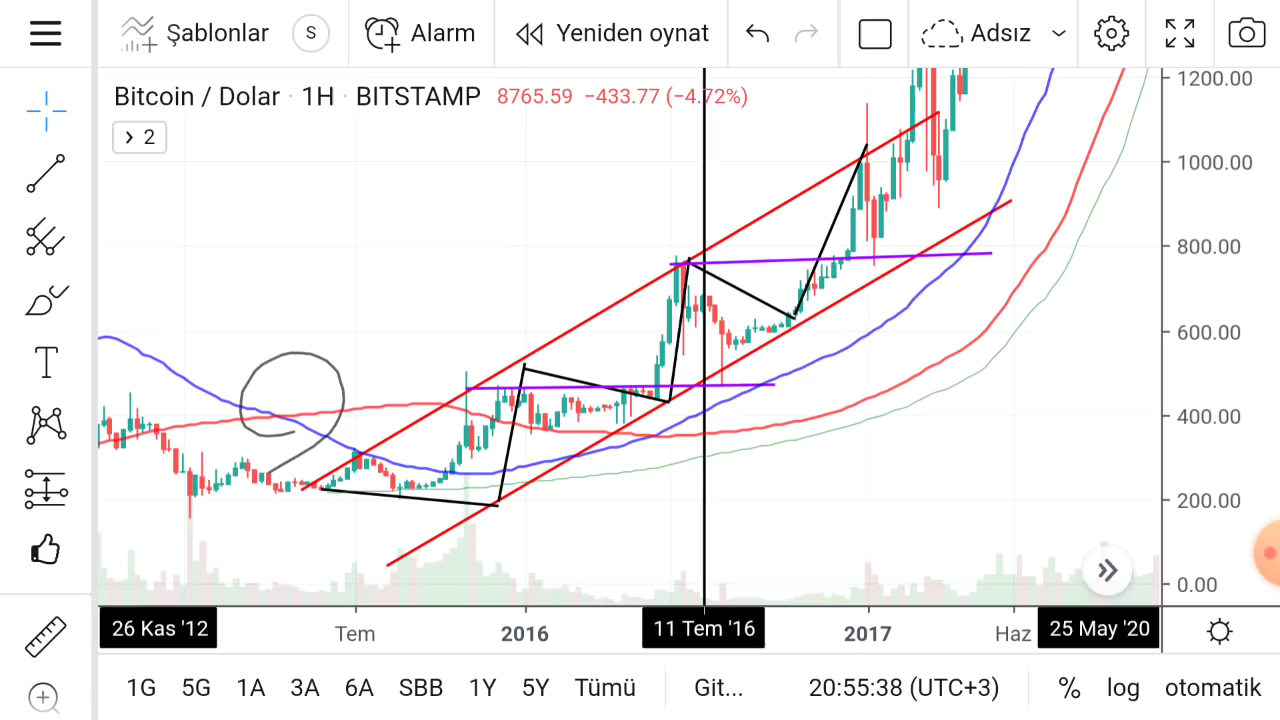 Şablonlar S Alarm Yeniden oynat Adsız
Bitcoin / Dolar · 1H · BITSTAMP 8765.59 −433.77 (−4.72%)
2
1200.00
1000.00
800.00
600.00
400.00
200.00
0.00
26 Kas '12 Tem 2016 11 Tem '16 2017 Haz 25 May '20
1G 5G 1A 3A 6A SBB 1Y 5Y Tümü Git... 20:55:38 (UTC+3) % log otomatik